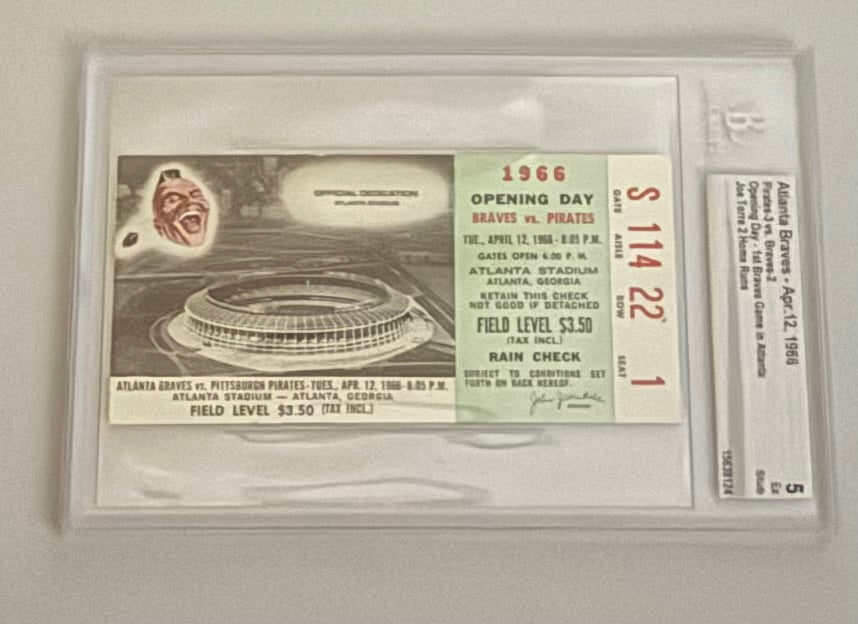 OFFICIAL DEDICATION
ATLANTA STADIUM
ATLANTA BRAVES vs. PITTSBURGH PIRATES-TUES., APR. 12, 1966-8:05 P.M.
ATLANTA STADIUM — ATLANTA, GEORGIA
FIELD LEVEL $3.50 (TAX INCL.)
1966
OPENING DAY
BRAVES vs. PIRATES
TUE., APRIL 12, 1966 - 8:05 P.M.
GATES OPEN 6:00 P. M.
ATLANTA STADIUM
ATLANTA, GEORGIA
RETAIN THIS CHECK
NOT GOOD IF DETACHED
FIELD LEVEL $3.50
(TAX INCL.)
RAIN CHECK
SUBJECT TO CONDITIONS SET
FORTH ON BACK HEREOF.
GATE S
AISLE 114
ROW 22
SEAT 1
B
Atlanta Braves - Apr.12, 1966
Pirates-3 vs. Braves-2
Opening Day - 1st Braves Game in Atlanta
Joe Torre 2 Home Runs
5
Ex
Stub